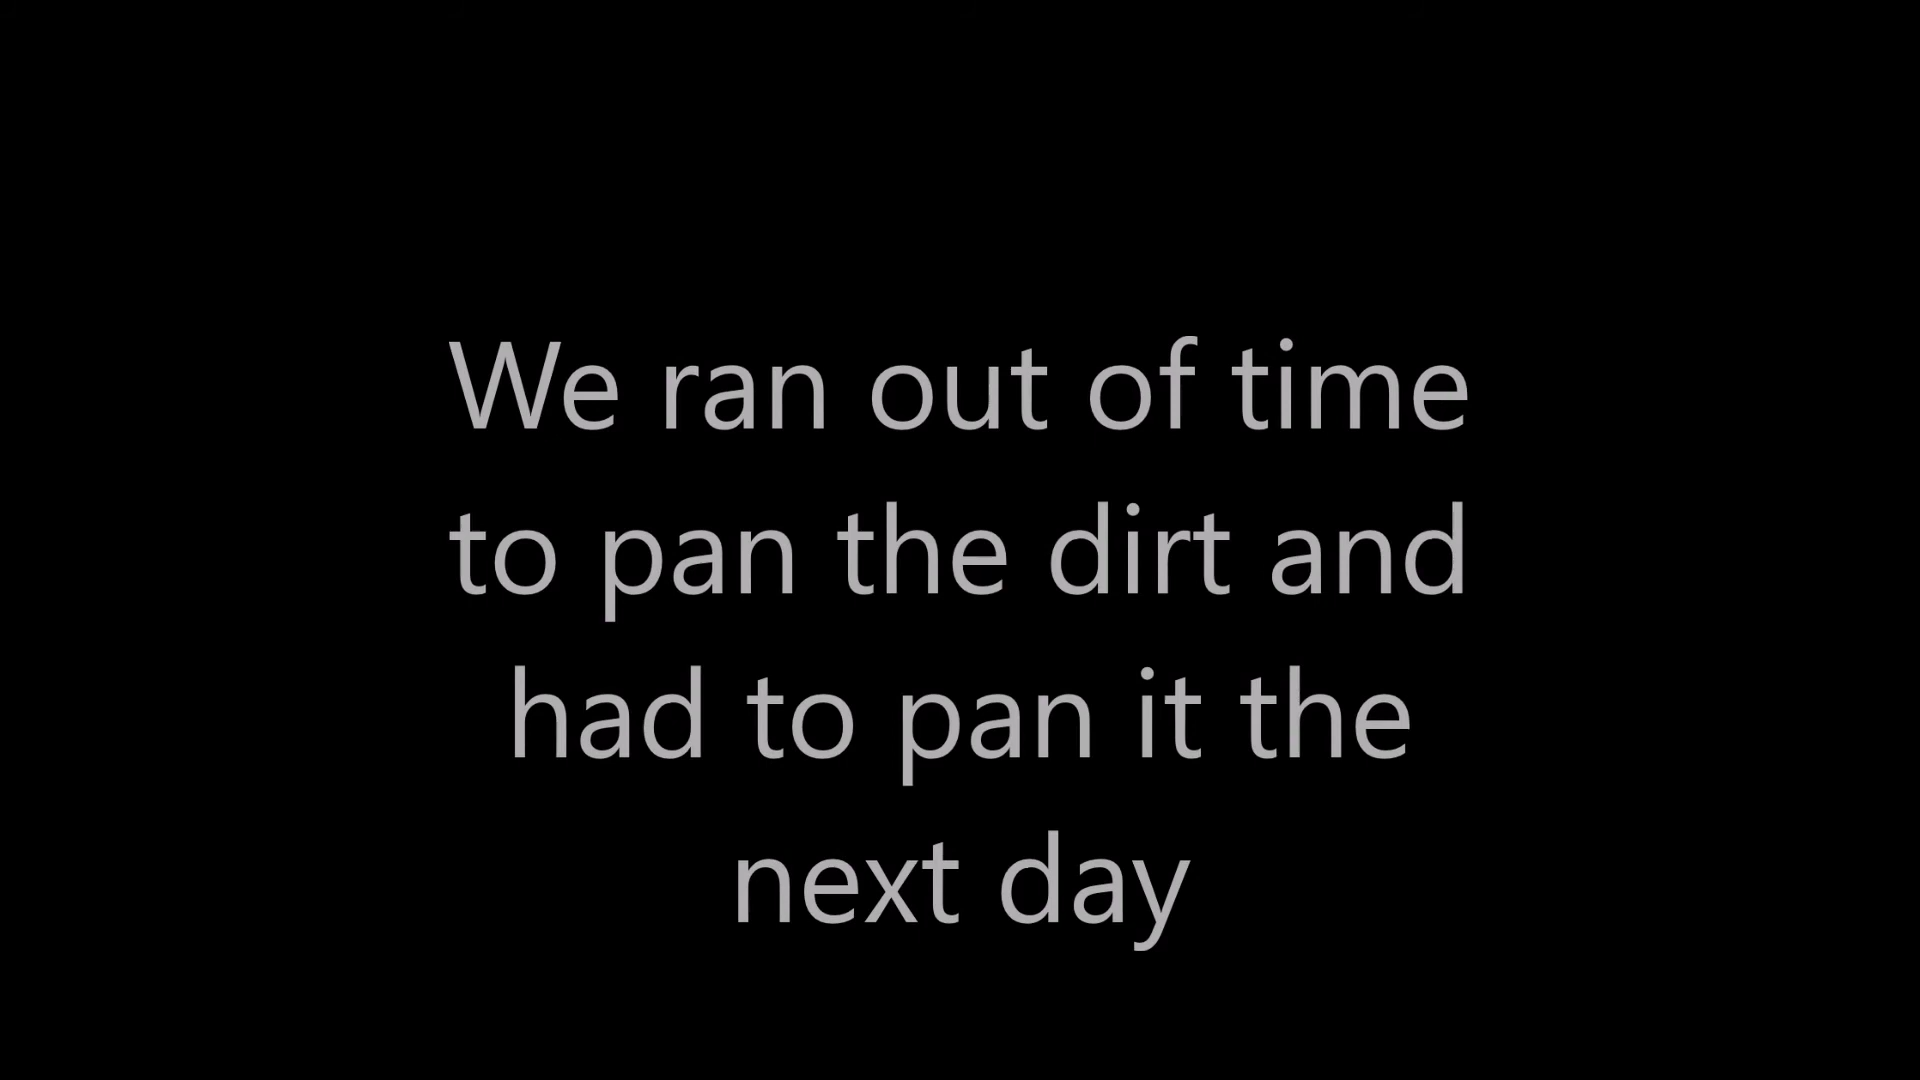 We ran out of time
to pan the dirt and
had to pan it the
next day